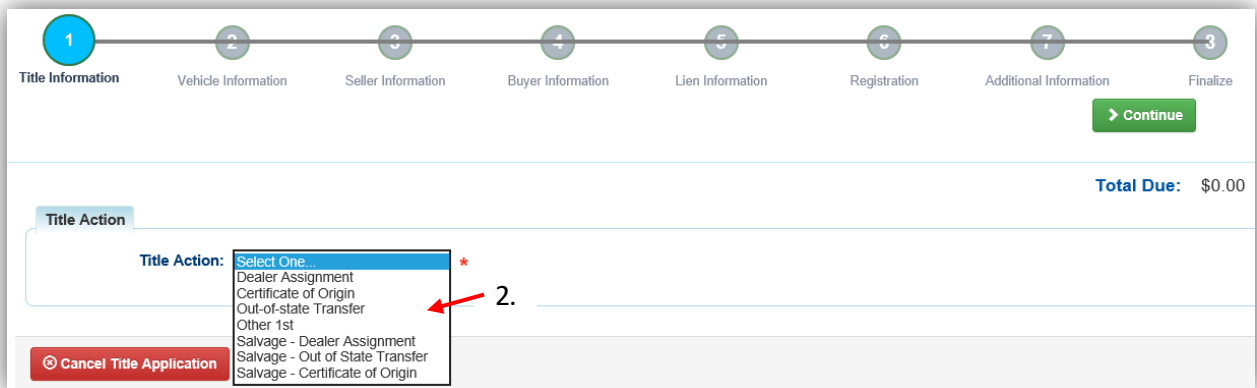 1 2 3 4 5 6 7 3
Title Information Vehicle Information Seller Information Buyer Information Lien Information Registration Additional Information Finalize
Continue
Total Due: $0.00
Title Action
Title Action: Select One... *
Dealer Assignment
Certificate of Origin
Out-of-state Transfer
2.
Other 1st
Salvage - Dealer Assignment
Salvage - Out of State Transfer
Salvage - Certificate of Origin
Cancel Title Application